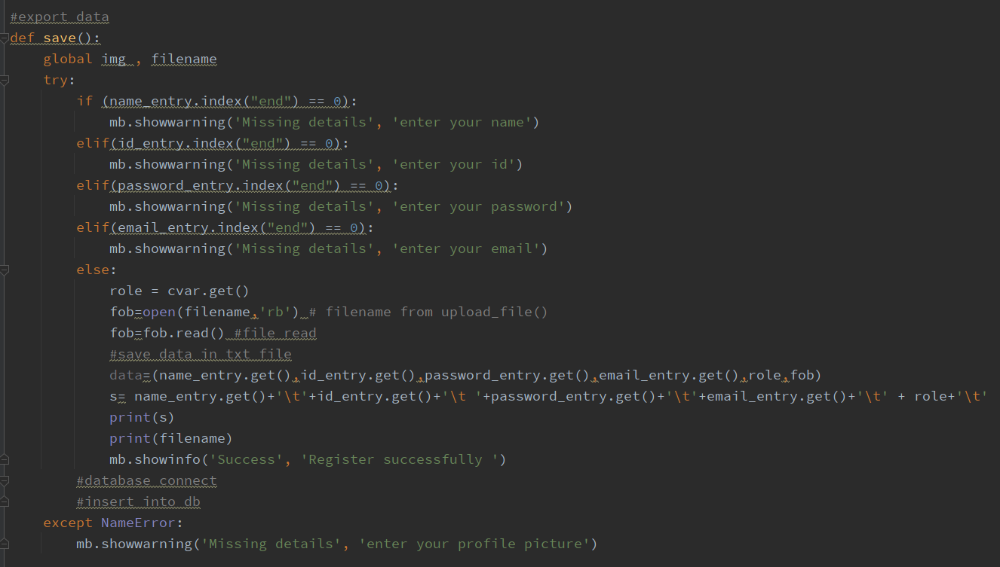 #export data
def save():
    global img , filename
    try:
        if (name_entry.index("end") == 0):
            mb.showwarning('Missing details', 'enter your name')
        elif(id_entry.index("end") == 0):
            mb.showwarning('Missing details', 'enter your id')
        elif(password_entry.index("end") == 0):
            mb.showwarning('Missing details', 'enter your password')
        elif(email_entry.index("end") == 0):
            mb.showwarning('Missing details', 'enter your email')
        else:
            role = cvar.get()
            fob=open(filename,'rb') # filename from upload_file()
            fob=fob.read() #file read
            #save data in txt file
            data=(name_entry.get(),id_entry.get(),password_entry.get(),email_entry.get(),role,fob)
            s= name_entry.get()+'\t'+id_entry.get()+'\t '+password_entry.get()+'\t'+email_entry.get()+'\t' + role+'\t'
            print(s)
            print(filename)
            mb.showinfo('Success', 'Register successfully ')
        #database connect
        #insert into db
    except NameError:
        mb.showwarning('Missing details', 'enter your profile picture')